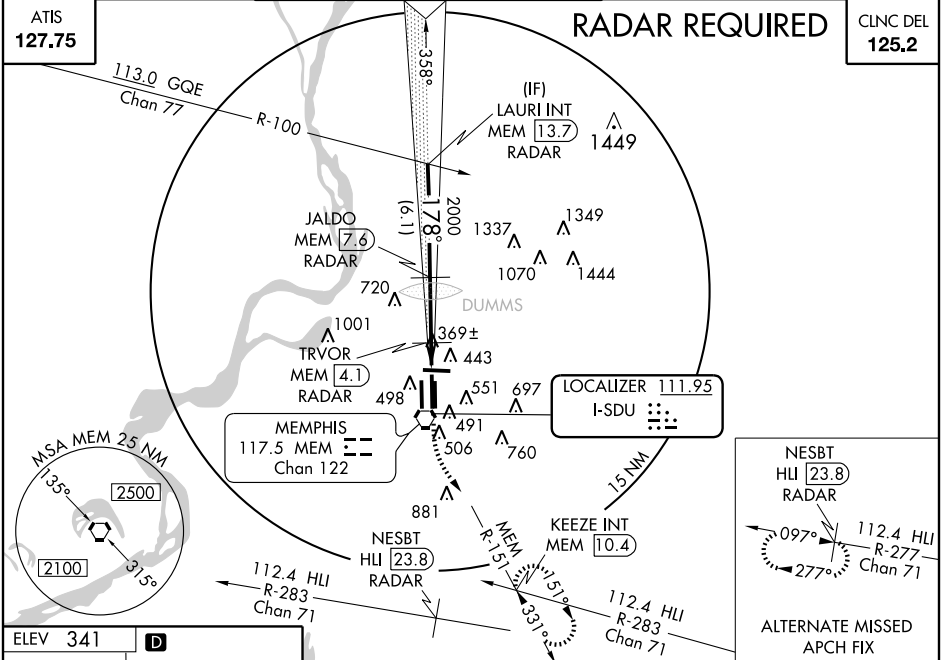 ATIS
127.75
RADAR REQUIRED
CLNC DEL
125.2
113.0 GQE
Chan 77
R-100
358°
(IF)
LAURI INT
MEM 13.7
RADAR
1449
2000
178°
(6.1)
JALDO
MEM 7.6
RADAR
1337
1349
1070
1444
720
DUMMS
1001
369±
TRVOR
MEM 4.1
RADAR
443
498
551
697
491
506
760
LOCALIZER 111.95
I-SDU
MEMPHIS
117.5 MEM
Chan 122
MSA MEM 25 NM
135°
2500
2100
315°
881
15 NM
MEM
R-151
KEEZE INT
MEM 10.4
NESBT
HLI 23.8
RADAR
112.4 HLI
R-283
Chan 71
151°
331°
112.4 HLI
R-283
Chan 71
NESBT
HLI 23.8
RADAR
097°
277°
112.4 HLI
R-277
Chan 71
ALTERNATE MISSED
APCH FIX
ELEV 341
D